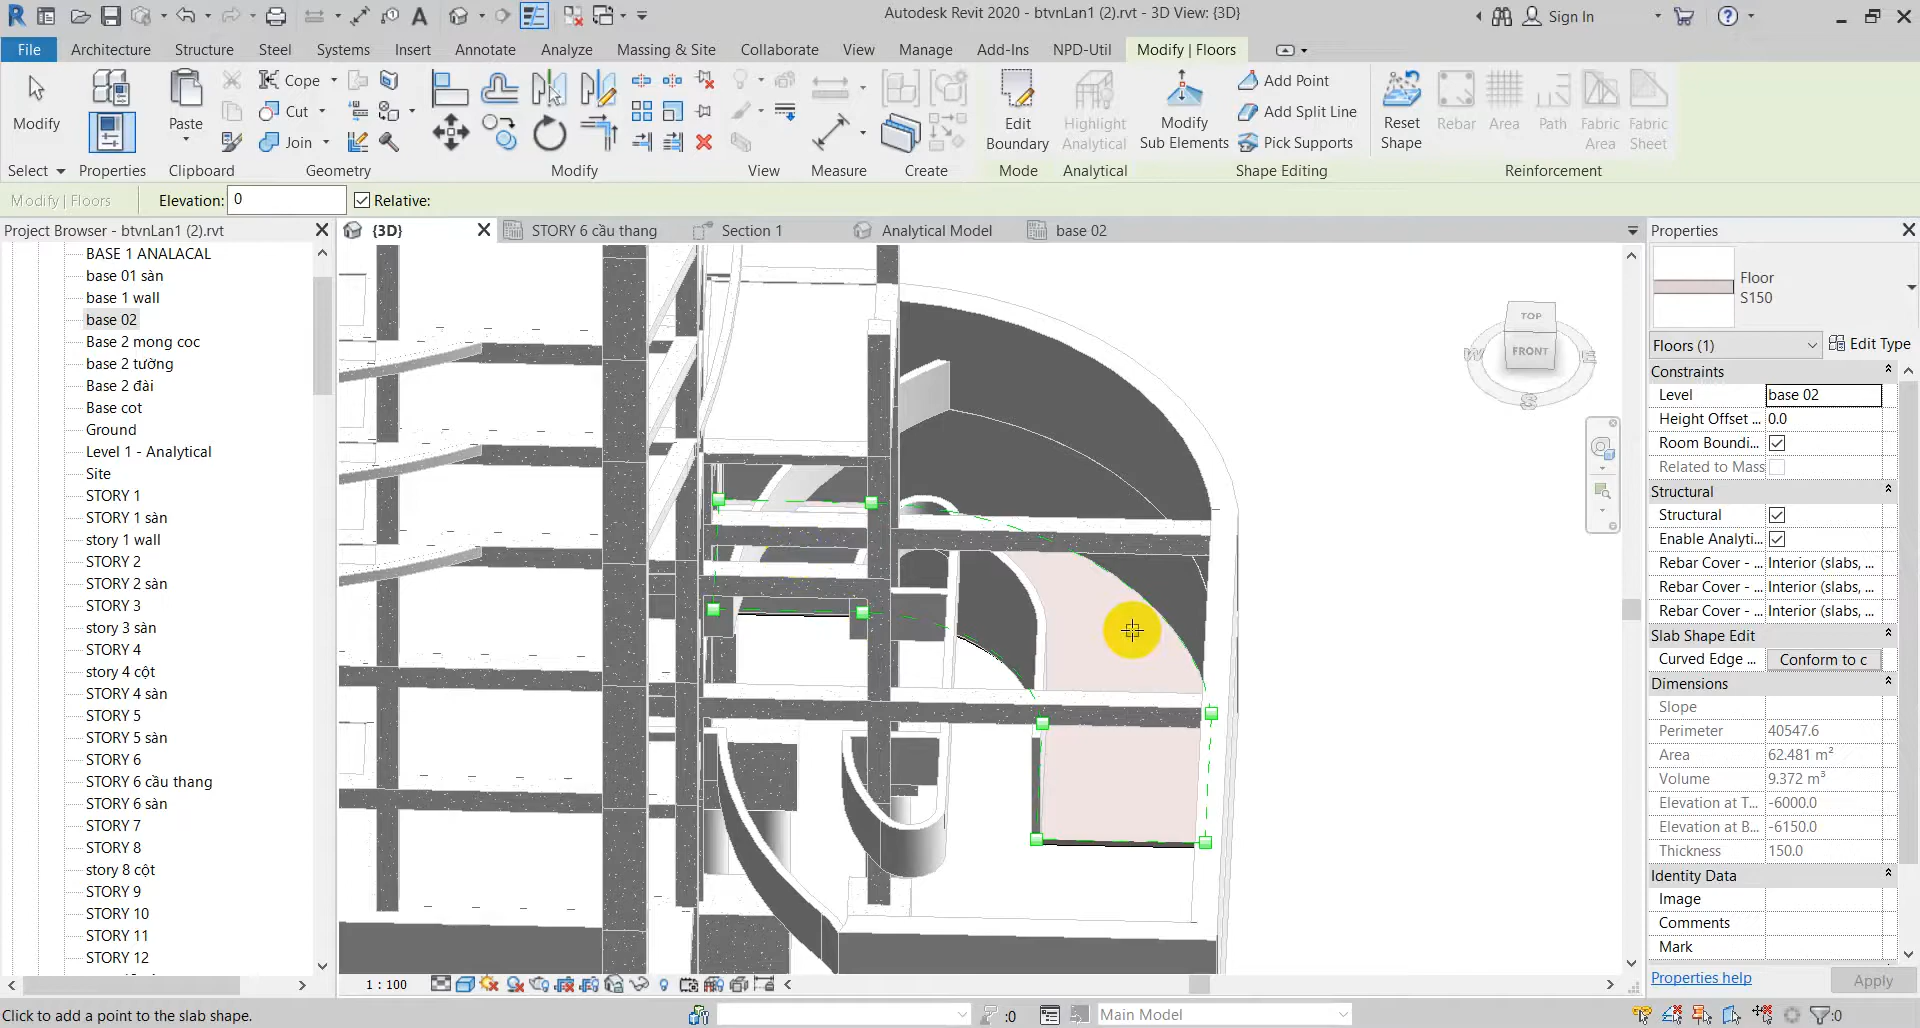 Autodesk Revit 2020 - btvnLan1 (2).rvt - 3D View: {3D}
Sign In
File
Architecture
Structure
Steel
Systems
Insert
Annotate
Analyze
Massing & Site
Collaborate
View
Manage
Add-Ins
NPD-Util
Modify | Floors
Modify
Paste
Cope
Cut
Join
Edit
Boundary
Highlight
Analytical
Modify
Sub Elements
Add Point
Add Split Line
Pick Supports
Reset
Shape
Rebar
Area
Path
Fabric
Area
Fabric
Sheet
Select
Properties
Clipboard
Geometry
Modify
View
Measure
Create
Mode
Analytical
Shape Editing
Reinforcement
Modify | Floors
Elevation: 0
Relative:
Project Browser - btvnLan1 (2).rvt
BASE 1 ANALACAL
base 01 sàn
base 1 wall
base 02
Base 2 mong coc
base 2 tường
Base 2 đài
Base cot
Ground
Level 1 - Analytical
Site
STORY 1
STORY 1 sàn
story 1 wall
STORY 2
STORY 2 sàn
STORY 3
story 3 sàn
STORY 4
story 4 cột
STORY 4 sàn
STORY 5
STORY 5 sàn
STORY 6
STORY 6 cầu thang
STORY 6 sàn
STORY 7
STORY 8
story 8 cột
STORY 9
STORY 10
STORY 11
STORY 12
{3D}
STORY 6 cầu thang
Section 1
Analytical Model
base 02
TOP
FRONT
W
E
S
Properties
Floor
S150
Floors (1)
Edit Type
Constraints
Level base 02
Height Offset ... 0.0
Room Boundi...
Related to Mass
Structural
Structural
Enable Analyti...
Rebar Cover - ... Interior (slabs, ...
Rebar Cover - ... Interior (slabs, ...
Rebar Cover - ... Interior (slabs, ...
Slab Shape Edit
Curved Edge ... Conform to c
Dimensions
Slope
Perimeter 40547.6
Area 62.481 m²
Volume 9.372 m³
Elevation at T... -6000.0
Elevation at B... -6150.0
Thickness 150.0
Identity Data
Image
Comments
Mark
Properties help
Apply
1 : 100
Click to add a point to the slab shape.
:0
Main Model
:0